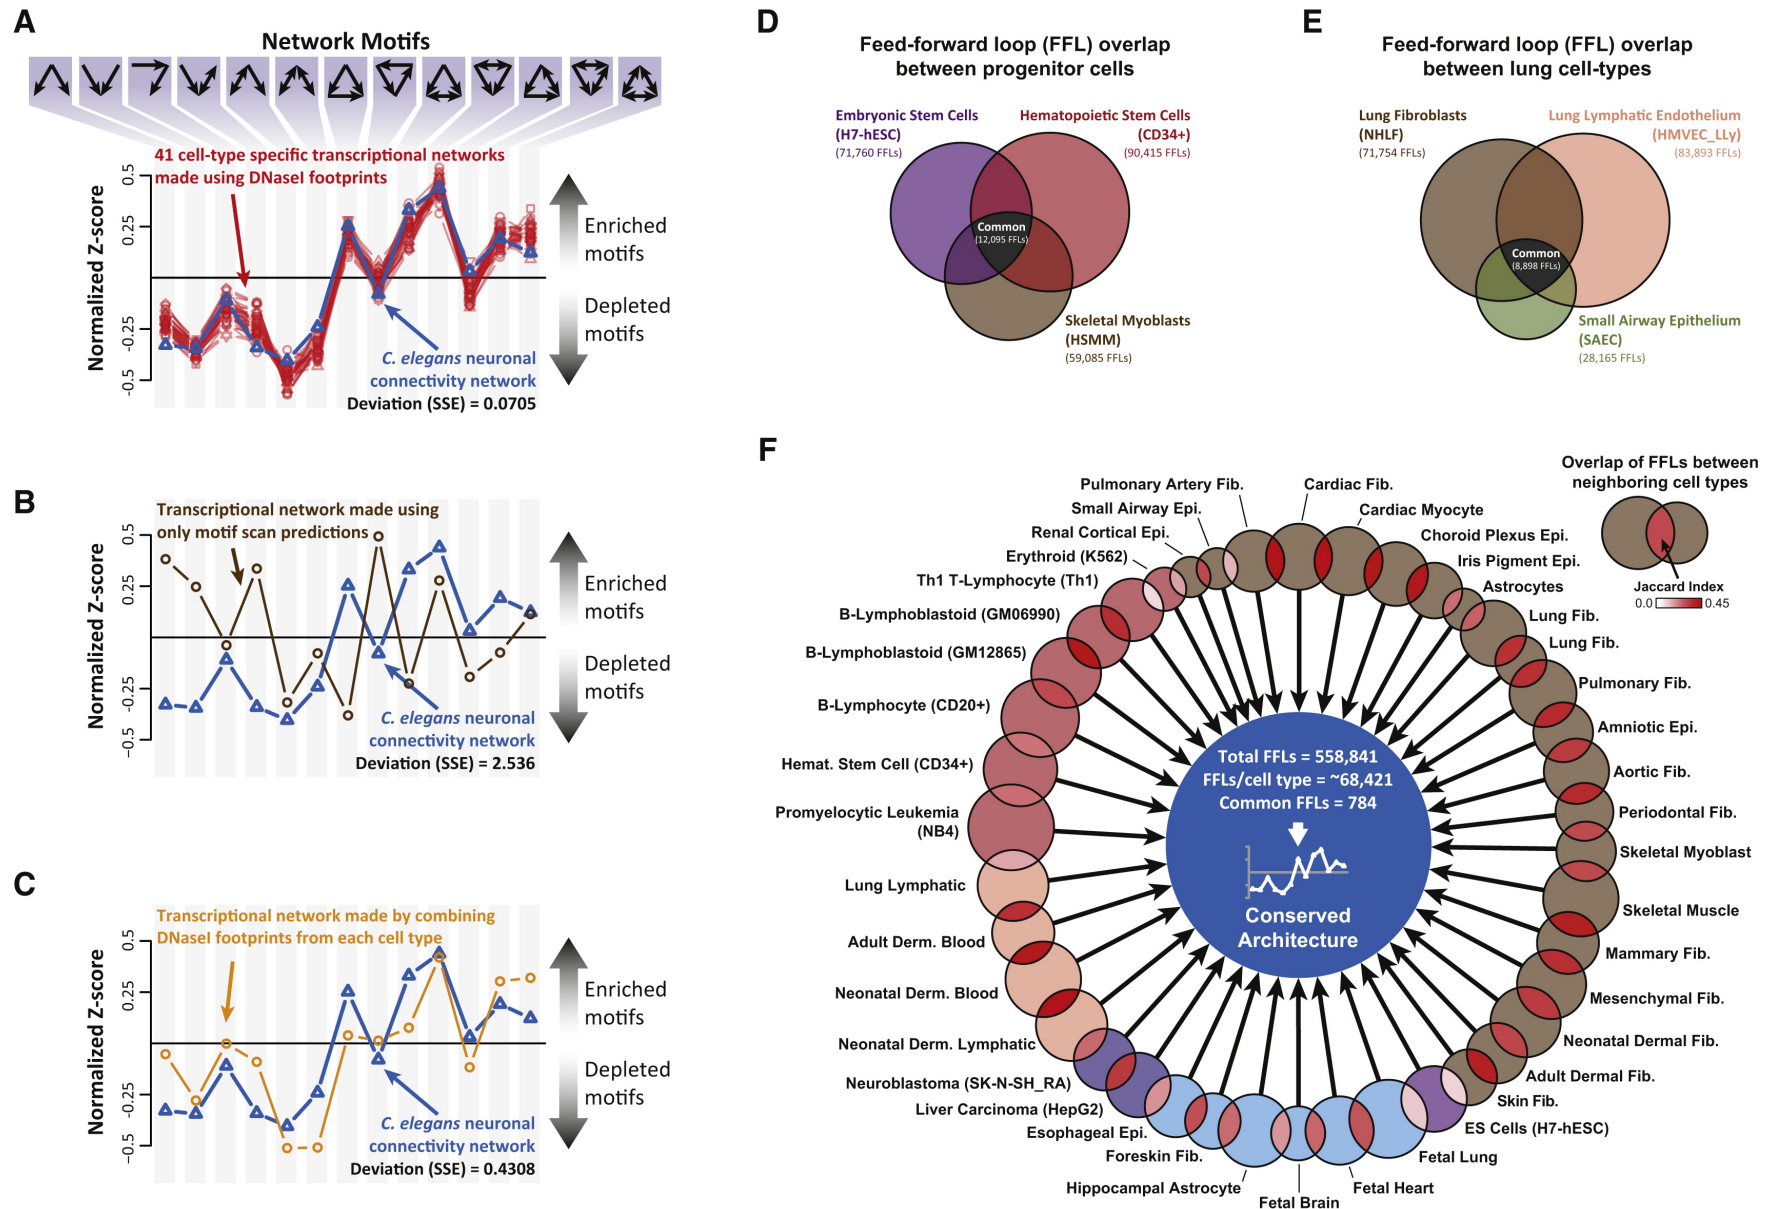 A
Network Motifs
41 cell-type specific transcriptional networks
made using DNaseI footprints
Normalized Z-score
0.5
0.25
-0.25
-0.5
Enriched
motifs
Depleted
motifs
C. elegans neuronal
connectivity network
Deviation (SSE) = 0.0705
B
Transcriptional network made using
only motif scan predictions
Normalized Z-score
0.5
0.25
-0.25
-0.5
Enriched
motifs
Depleted
motifs
C. elegans neuronal
connectivity network
Deviation (SSE) = 2.536
C
Transcriptional network made by combining
DNaseI footprints from each cell type
Normalized Z-score
0.5
0.25
-0.25
-0.5
Enriched
motifs
Depleted
motifs
C. elegans neuronal
connectivity network
Deviation (SSE) = 0.4308
D
Feed-forward loop (FFL) overlap
between progenitor cells
Embryonic Stem Cells
(H7-hESC)
(71,760 FFLs)
Hematopoietic Stem Cells
(CD34+)
(90,415 FFLs)
Common
(12,095 FFLs)
Skeletal Myoblasts
(HSMM)
(59,085 FFLs)
E
Feed-forward loop (FFL) overlap
between lung cell-types
Lung Fibroblasts
(NHLF)
(71,754 FFLs)
Lung Lymphatic Endothelium
(HMVEC_LLy)
(83,893 FFLs)
Common
(8,898 FFLs)
Small Airway Epithelium
(SAEC)
(28,165 FFLs)
F
Overlap of FFLs between
neighboring cell types
Jaccard Index
0.0
0.45
Cardiac Fib.
Cardiac Myocyte
Choroid Plexus Epi.
Iris Pigment Epi.
Astrocytes
Lung Fib.
Lung Fib.
Pulmonary Fib.
Amniotic Epi.
Aortic Fib.
Periodontal Fib.
Skeletal Myoblast
Skeletal Muscle
Mammary Fib.
Mesenchymal Fib.
Neonatal Dermal Fib.
Adult Dermal Fib.
Skin Fib.
ES Cells (H7-hESC)
Fetal Lung
Fetal Heart
Fetal Brain
Hippocampal Astrocyte
Foreskin Fib.
Esophageal Epi.
Liver Carcinoma (HepG2)
Neuroblastoma (SK-N-SH_RA)
Neonatal Derm. Lymphatic
Neonatal Derm. Blood
Adult Derm. Blood
Lung Lymphatic
Promyelocytic Leukemia
(NB4)
Hemat. Stem Cell (CD34+)
B-Lymphocyte (CD20+)
B-Lymphoblastoid (GM12865)
B-Lymphoblastoid (GM06990)
Th1 T-Lymphocyte (Th1)
Erythroid (K562)
Renal Cortical Epi.
Small Airway Epi.
Pulmonary Artery Fib.
Total FFLs = 558,841
FFLs/cell type = ~68,421
Common FFLs = 784
Conserved
Architecture